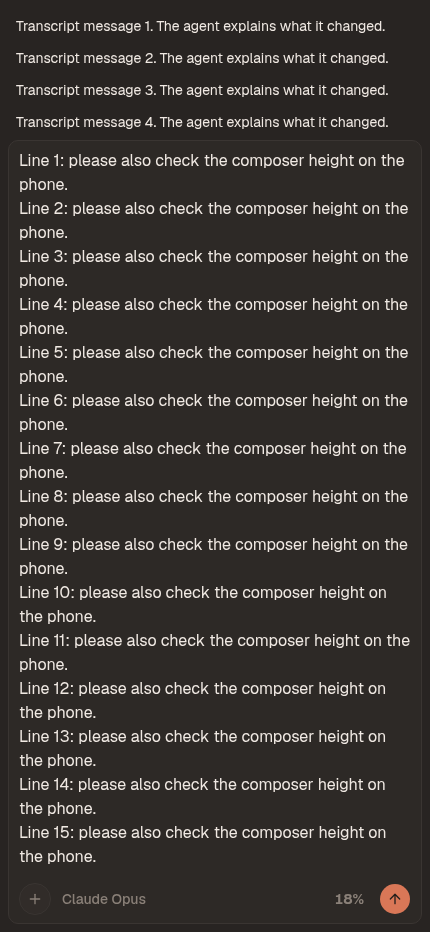 Transcript message 1. The agent explains what it changed.
Transcript message 2. The agent explains what it changed.
Transcript message 3. The agent explains what it changed.
Transcript message 4. The agent explains what it changed.
Line 1: please also check the composer height on the
phone.
Line 2: please also check the composer height on the
phone.
Line 3: please also check the composer height on the
phone.
Line 4: please also check the composer height on the
phone.
Line 5: please also check the composer height on the
phone.
Line 6: please also check the composer height on the
phone.
Line 7: please also check the composer height on the
phone.
Line 8: please also check the composer height on the
phone.
Line 9: please also check the composer height on the
phone.
Line 10: please also check the composer height on
the phone.
Line 11: please also check the composer height on the
phone.
Line 12: please also check the composer height on
the phone.
Line 13: please also check the composer height on
the phone.
Line 14: please also check the composer height on
the phone.
Line 15: please also check the composer height on
the phone.
Claude Opus 18%